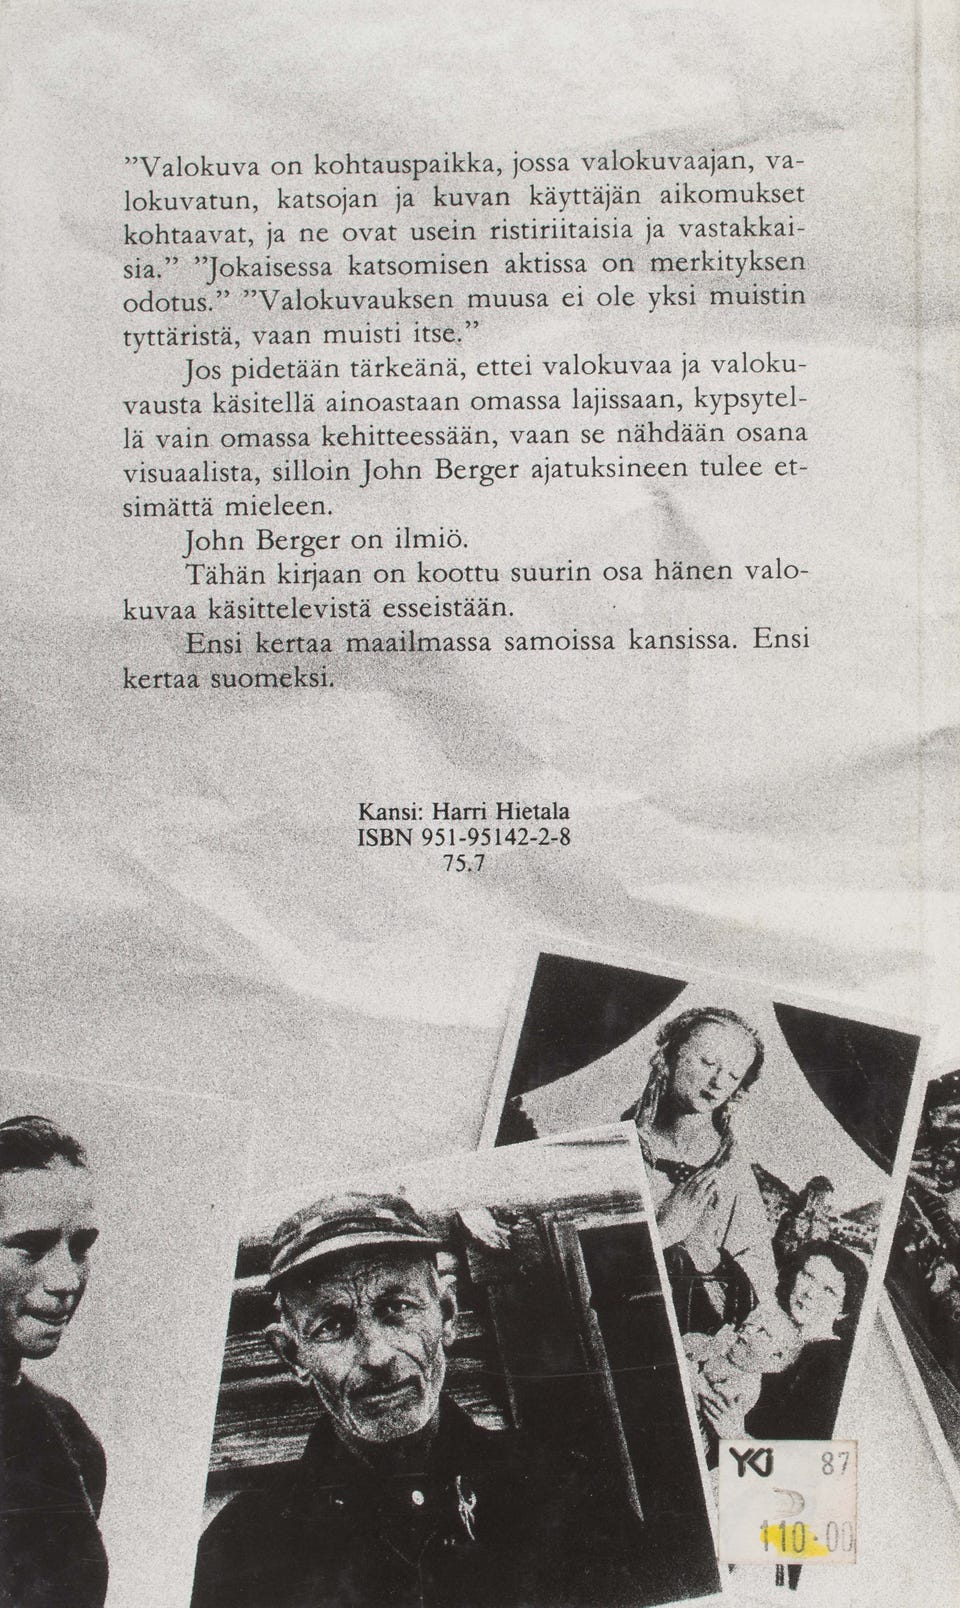 ”Valokuva on kohtauspaikka, jossa valokuvaajan, va-
lokuvatun, katsojan ja kuvan käyttäjän aikomukset
kohtaavat, ja ne ovat usein ristiriitaisia ja vastakkai-
sia.” ”Jokaisessa katsomisen aktissa on merkityksen
odotus.” ”Valokuvauksen muusa ei ole yksi muistin
tyttäristä, vaan muisti itse.”
Jos pidetään tärkeänä, ettei valokuvaa ja valoku-
vausta käsitellä ainoastaan omassa lajissaan, kypsytel-
lä vain omassa kehitteessään, vaan se nähdään osana
visuaalista, silloin John Berger ajatuksineen tulee et-
simättä mieleen.
John Berger on ilmiö.
Tähän kirjaan on koottu suurin osa hänen valo-
kuvaa käsittelevistä esseistään.
Ensi kertaa maailmassa samoissa kansissa. Ensi
kertaa suomeksi.
Kansi: Harri Hietala
ISBN 951-95142-2-8
75.7
YKJ 87
110.00